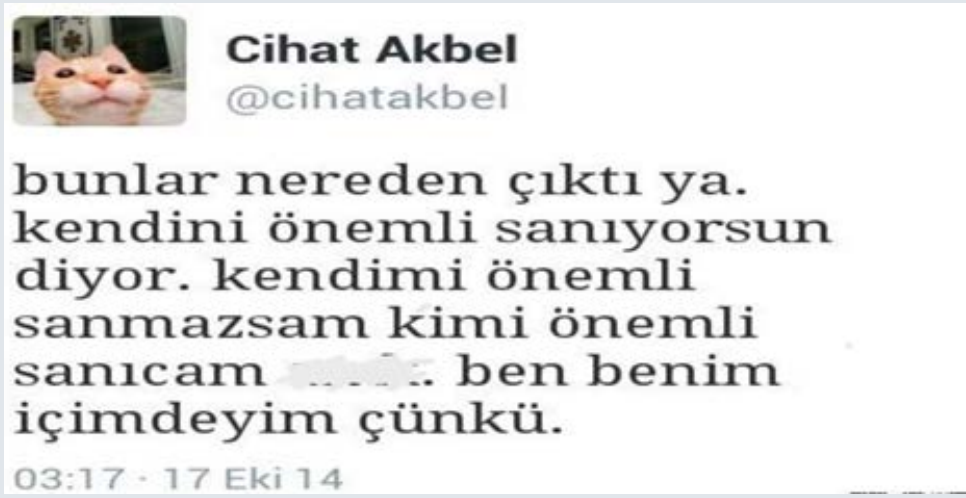 Cihat Akbel
@cihatakbel
bunlar nereden çıktı ya.
kendini önemli sanıyorsun
diyor. kendimi önemli
sanmazsam kimi önemli
sanıcam . ben benim
içimdeyim çünkü.
03:17 · 17 Eki 14